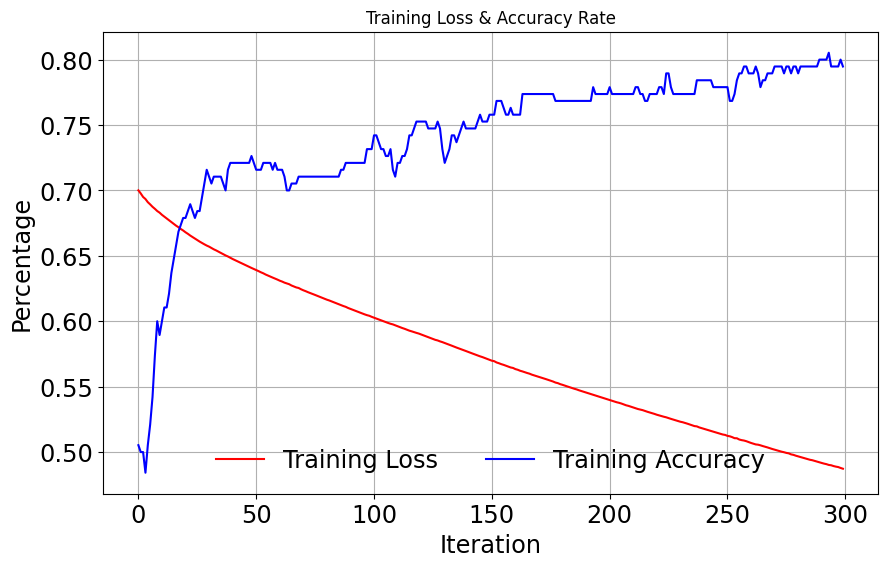 Training Loss & Accuracy Rate
0.80
0.75
0.70
0.65
0.60
0.55
0.50
Percentage
Training Loss
Training Accuracy
0
50
100
150
200
250
300
Iteration